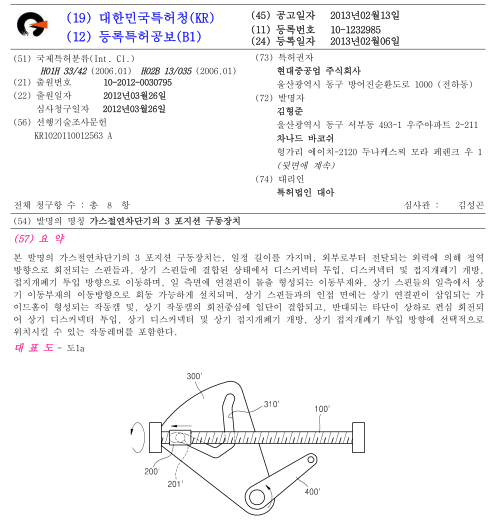 (19) 대한민국특허청(KR)
(12) 등록특허공보(B1)
(45) 공고일자 2013년02월13일
(11) 등록번호 10-1232985
(24) 등록일자 2013년02월06일
(51) 국제특허분류(Int. Cl.)
H01H 33/42 (2006.01) H02B 13/035 (2006.01)
(21) 출원번호 10-2012-0030795
(22) 출원일자 2012년03월26일
심사청구일자 2012년03월26일
(56) 선행기술조사문헌
KR1020110012563 A
(73) 특허권자
현대중공업 주식회사
울산광역시 동구 방어진순환도로 1000 (전하동)
(72) 발명자
김형준
울산광역시 동구 서부동 493-1 우주아파트 2-211
차나드 바코쉬
헝가리 에이치-2120 두나케스찌 모라 페렌크 우 1
(뒷면에 계속)
(74) 대리인
특허법인 대아
전체 청구항 수 : 총 8 항
심사관 : 김성곤
(54) 발명의 명칭 가스절연차단기의 3 포지션 구동장치
(57) 요 약
본 발명의 가스절연차단기의 3 포지션 구동장치는, 일정 길이를 가지며, 외부로부터 전달되는 외력에 의해 정역
방향으로 회전되는 스핀들과, 상기 스핀들에 결합된 상태에서 디스커넥터 투입, 디스커넥터 및 접지개폐기 개방,
접지개폐기 투입 방향으로 이동하며, 일 측면에 연결핀이 돌출 형성되는 이동부재와, 상기 스핀들의 일측에서 상
기 이동부재의 이동방향으로 회동 가능하게 설치되며, 상기 스핀들과의 인접 면에는 상기 연결핀이 삽입되는 가
이드홈이 형성되는 작동캠 및, 상기 작동캠의 회전중심에 일단이 결합되고, 반대되는 타단이 상하로 편심 회전되
어 상기 디스커넥터 투입, 상기 디스커넥터 및 상기 접지개폐기 개방, 상기 접지개폐기 투입 방향에 선택적으로
위치시킬 수 있는 작동레버를 포함한다.
대 표 도 - 도1a
300'
310'
100'
200'
201'
400'